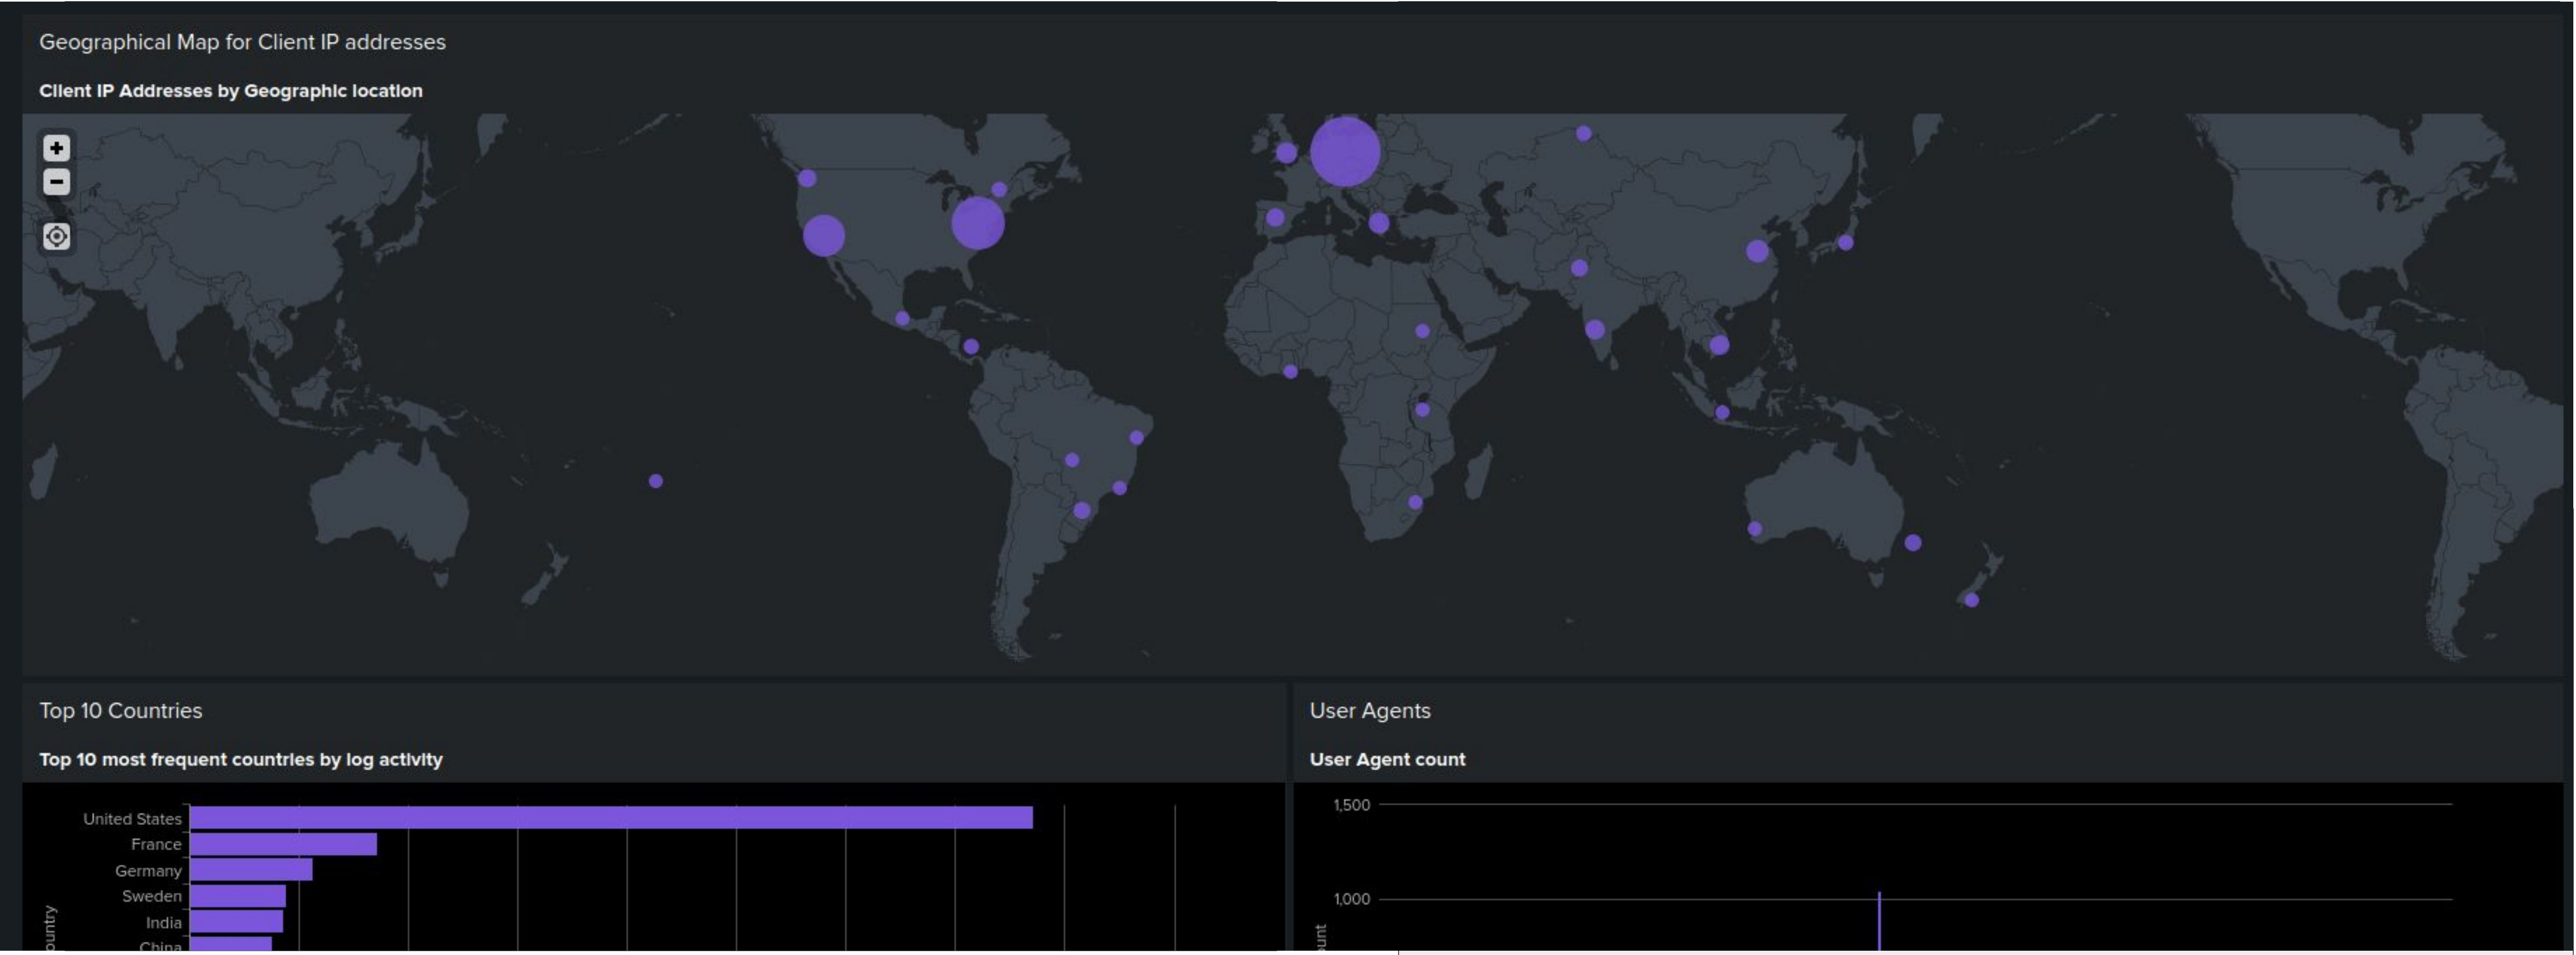 Geographical Map for Client IP addresses
Client IP Addresses by Geographic location
+
−
Top 10 Countries
Top 10 most frequent countries by log activity
United States
France
Germany
Sweden
India
China
User Agents
User Agent count
1,500
1,000